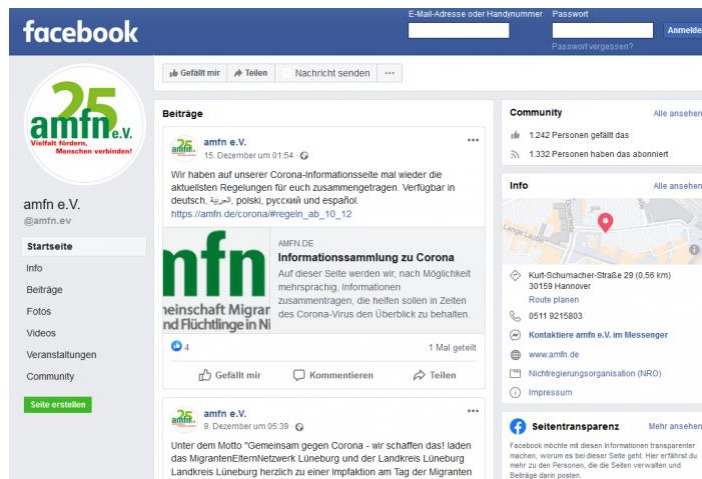 facebook
E-Mail-Adresse oder Handynummer
Passwort
Anmelde
Passwort vergessen?
25
amfn e.V.
Vielfalt fördern,
Menschen verbinden!
amfn e.V.
@amfn.ev
Startseite
Info
Beiträge
Fotos
Videos
Veranstaltungen
Community
Seite erstellen
Gefällt mir
Teilen
Nachricht senden
Beiträge
amfn e.V.
15. Dezember um 01:54
Wir haben auf unserer Corona-Informationsseite mal wieder die
aktuellsten Regelungen für euch zusammengetragen. Verfügbar in
deutsch, العربية, polski, русский und español.
https://amfn.de/corona/#regeln_ab_10_12
mfn
neinschaft Migrar
nd Flüchtlinge in Ni
AMFN.DE
Informationssammlung zu Corona
Auf dieser Seite werden wir, nach Möglichkeit
mehrsprachig, Informationen
zusammentragen, die helfen sollen in Zeiten
des Corona-Virus den Überblick zu behalten.
4
1 Mal geteilt
Gefällt mir
Kommentieren
Teilen
amfn e.V.
9. Dezember um 05:39
Unter dem Motto "Gemeinsam gegen Corona - wir schaffen das! laden
das MigrantenElternNetzwerk Lüneburg und der Landkreis Lüneburg
Landkreis Lüneburg herzlich zu einer Impfaktion am Tag der Migranten
Community
Alle ansehen
1.242 Personen gefällt das
1.332 Personen haben das abonniert
Info
Alle ansehen
Lange Laube
Kurt-Schumacher-Straße 29 (0,56 km)
30159 Hannover
Route planen
0511 9215803
Kontaktiere amfn e.V. im Messenger
www.amfn.de
Nichtregierungsorganisation (NRO)
Impressum
Seitentransparenz
Mehr ansehen
Facebook möchte mit diesen Informationen transparenter
machen, worum es bei dieser Seite geht. Hier erfährst du
mehr zu den Personen, die die Seiten verwalten und
Beiträge darin posten.